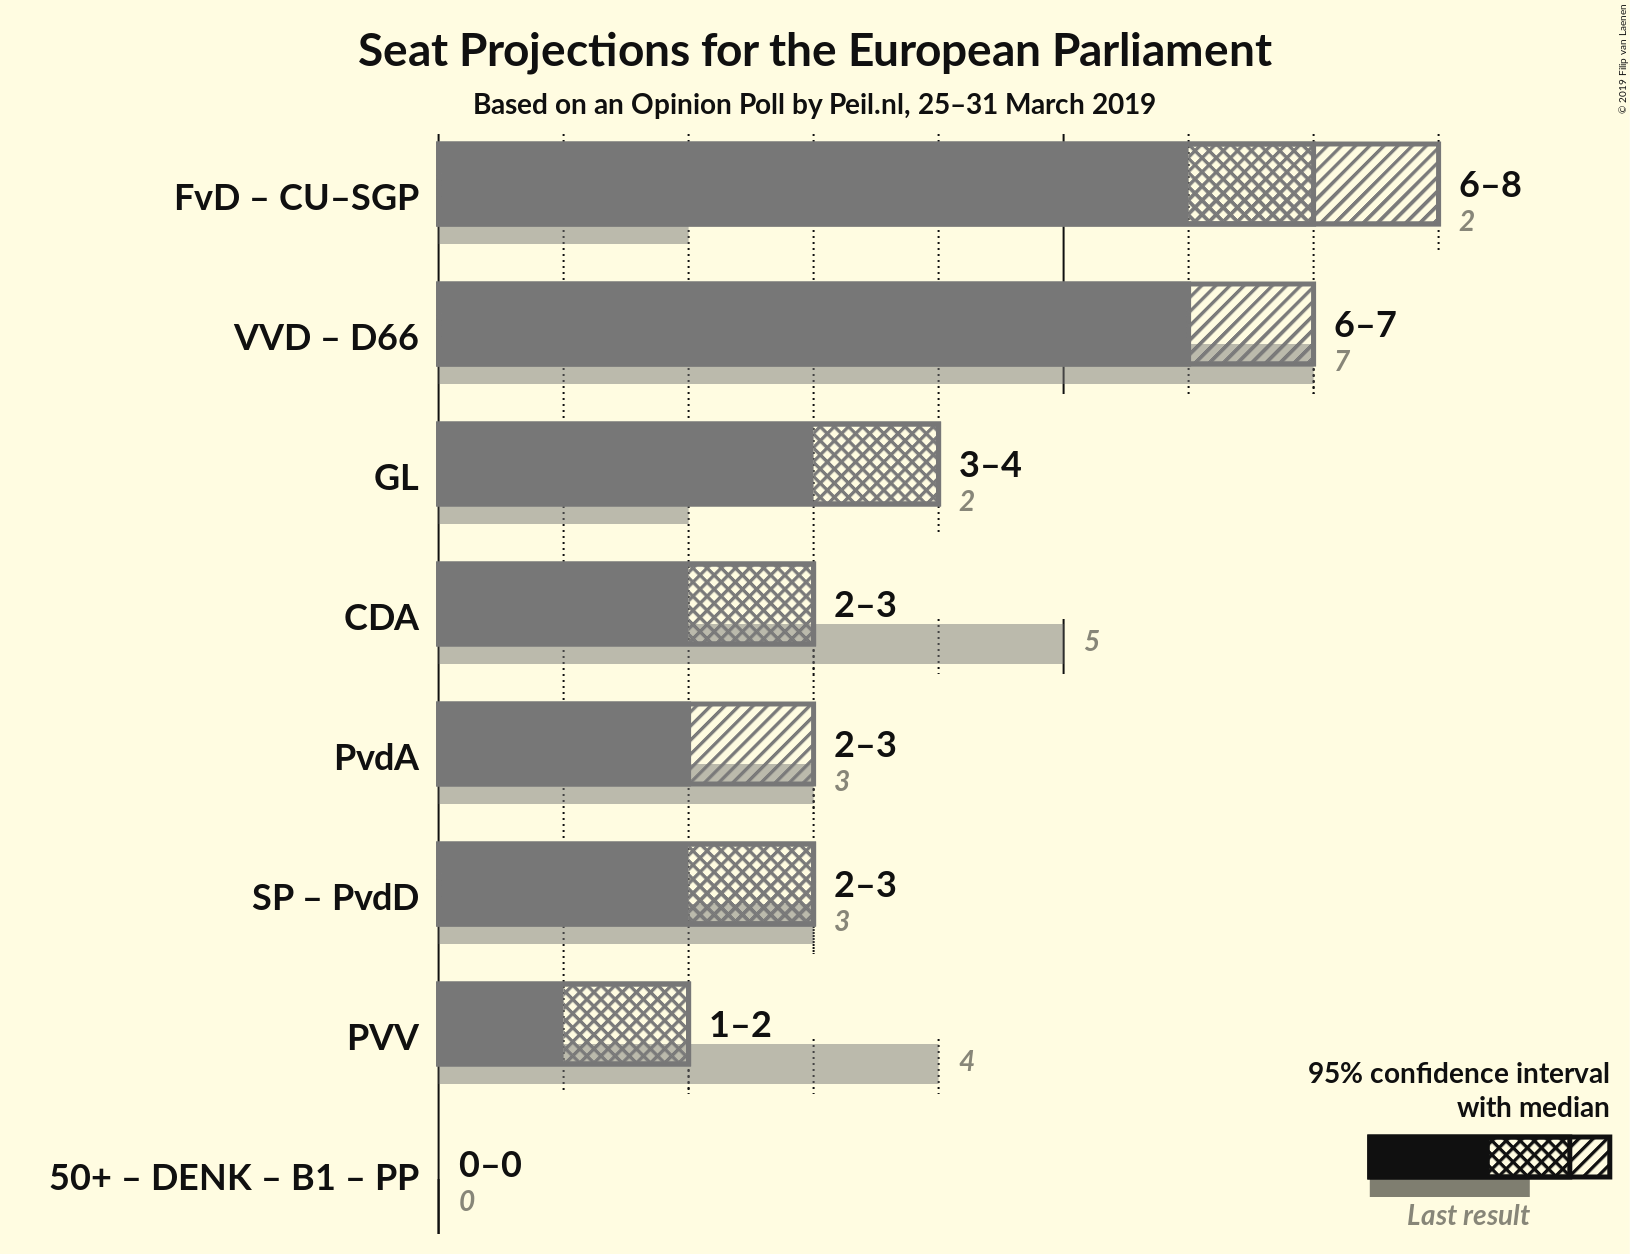 Seat Projections for the European Parliament
Based on an Opinion Poll by Peil.nl, 25–31 March 2019
© 2019 Filip van Laenen
FvD – CU–SGP
6–8
2
VVD – D66
6–7
7
GL
3–4
2
CDA
2–3
5
PvdA
2–3
3
SP – PvdD
2–3
3
PVV
1–2
4
50+ – DENK – B1 – PP
0–0
0
95% confidence interval
with median
Last result